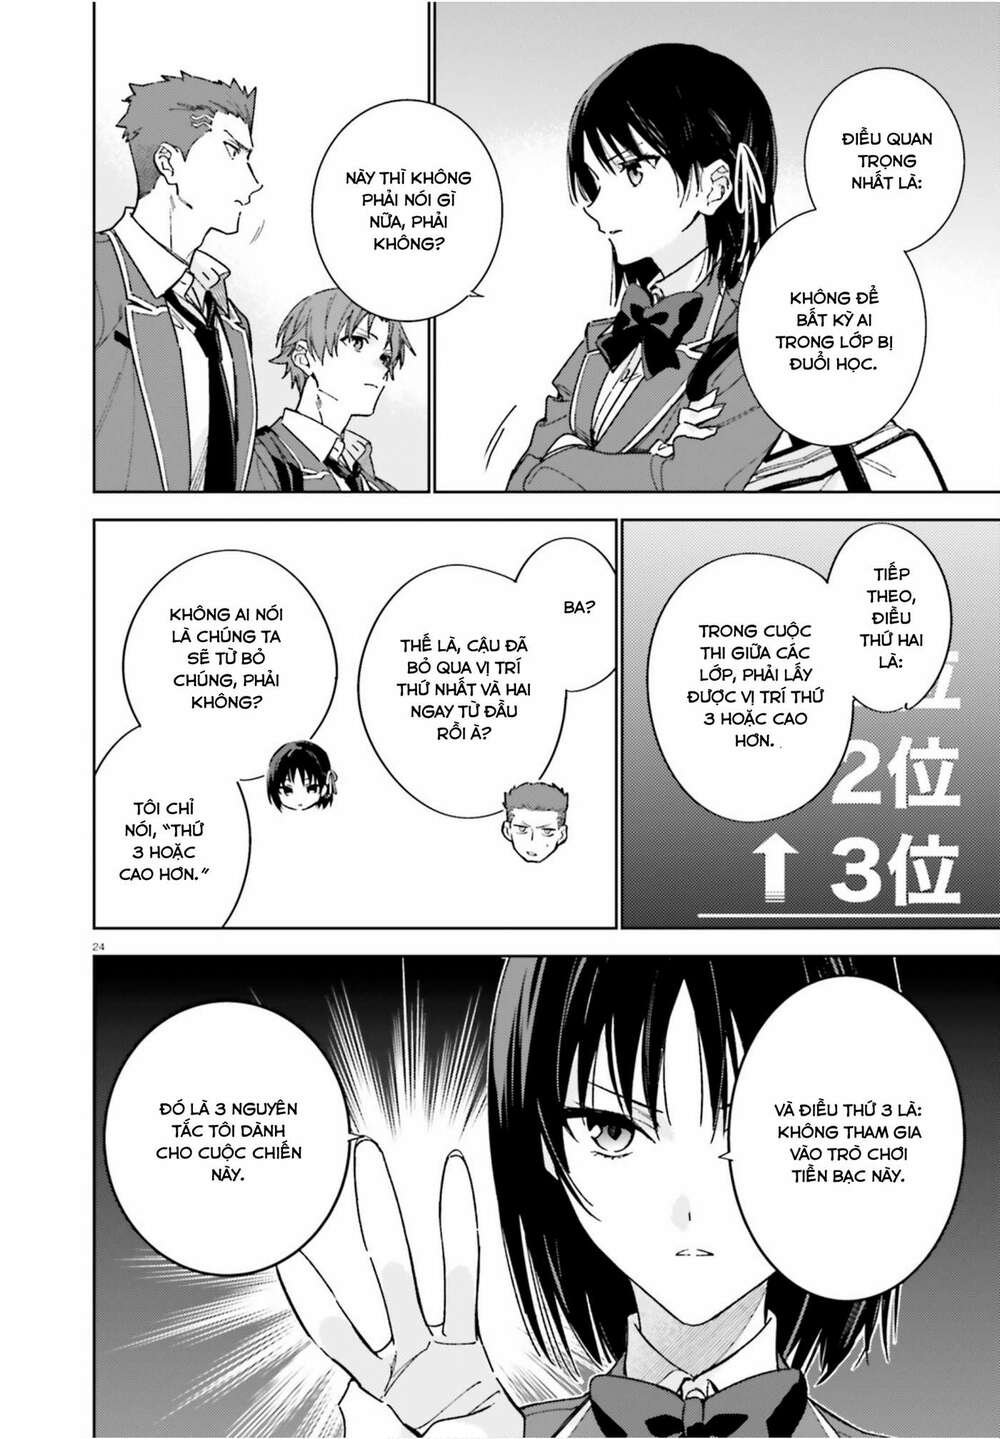 ĐIỀU QUAN
TRỌNG
NHẤT LÀ:
KHÔNG ĐỂ
BẤT KỲ AI
TRONG LỚP BỊ
ĐUỔI HỌC.
NÀY THÌ KHÔNG
PHẢI NÓI GÌ
NỮA, PHẢI
KHÔNG?
TIẾP
THEO,
ĐIỀU
THỨ HAI
LÀ:
TRONG CUỘC
THI GIỮA CÁC
LỚP, PHẢI LẤY
ĐƯỢC VỊ TRÍ THỨ
3 HOẶC CAO
HƠN.
位
2位
↑ 3位
BA?
THẾ LÀ, CẬU ĐÃ
BỎ QUA VỊ TRÍ
THỨ NHẤT VÀ HAI
NGAY TỪ ĐẦU
RỒI À?
KHÔNG AI NÓI
LÀ CHÚNG TA
SẼ TỪ BỎ
CHÚNG, PHẢI
KHÔNG?
TÔI CHỈ
NÓI, “THỨ
3 HOẶC
CAO HƠN.”
24
VÀ ĐIỀU THỨ 3 LÀ:
KHÔNG THAM GIA
VÀO TRÒ CHƠI
TIỀN BẠC NÀY.
ĐÓ LÀ 3 NGUYÊN
TẮC TÔI DÀNH
CHO CUỘC CHIẾN
NÀY.